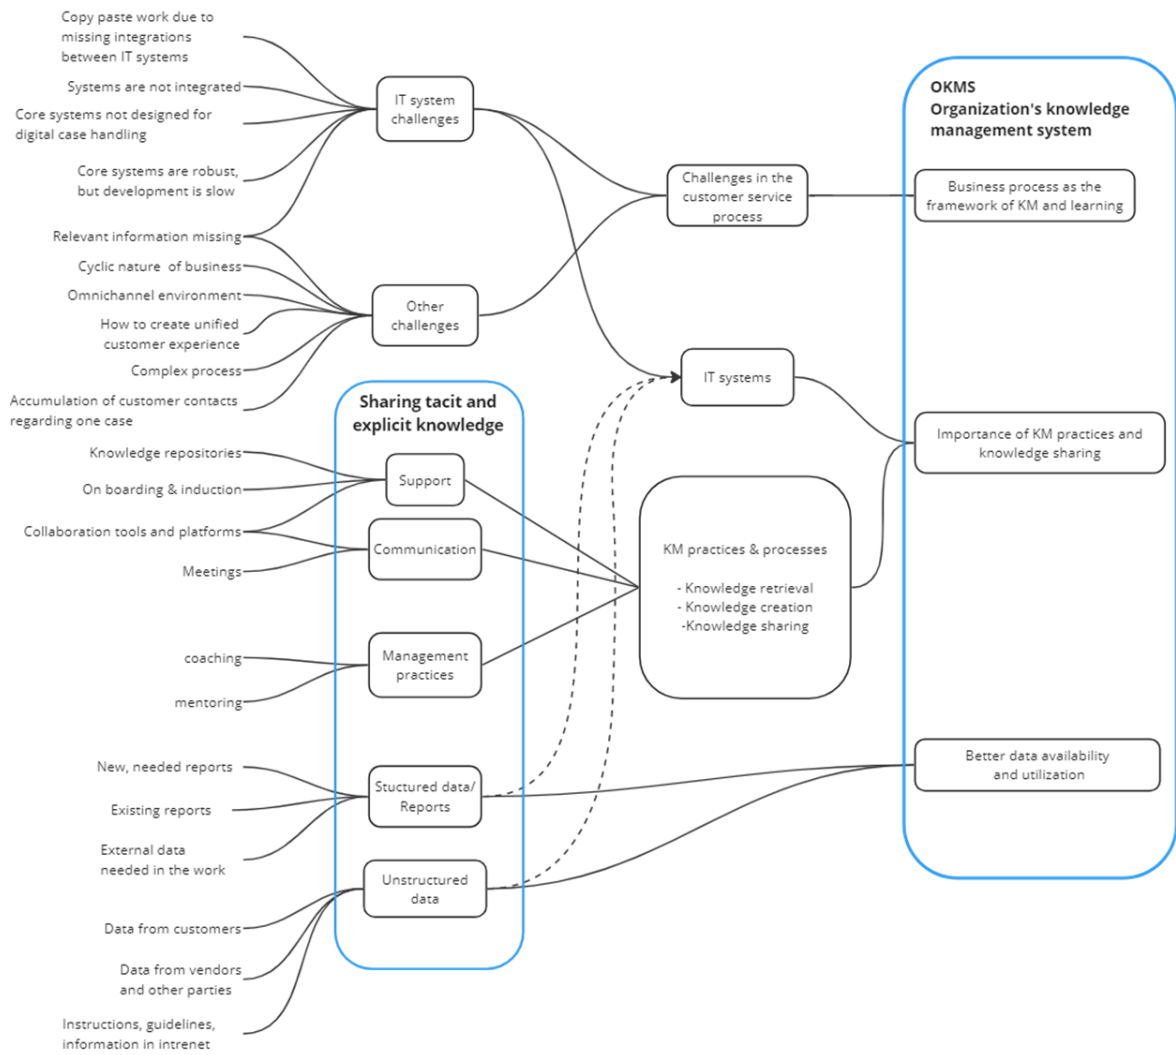 Copy paste work due to
missing integrations
between IT systems
Systems are not integrated
Core systems not designed for
digital case handling
Core systems are robust,
but development is slow
Relevant information missing
Cyclic nature of business
Omnichannel environment
How to create unified
customer experience
Complex process
Accumulation of customer contacts
regarding one case
Knowledge repositories
On boarding & induction
Collaboration tools and platforms
Meetings
coaching
mentoring
New, needed reports
Existing reports
External data
needed in the work
Data from customers
Data from vendors
and other parties
Instructions, guidelines,
information in intrenet
IT system
challenges
Other
challenges
Sharing tacit and
explicit knowledge
Support
Communication
Management
practices
Stuctured data/
Reports
Unstructured
data
Challenges in the
customer service
process
IT systems
KM practices & processes
- Knowledge retrieval
- Knowledge creation
-Knowledge sharing
OKMS
Organization's knowledge
management system
Business process as the
framework of KM and learning
Importance of KM practices and
knowledge sharing
Better data availability
and utilization